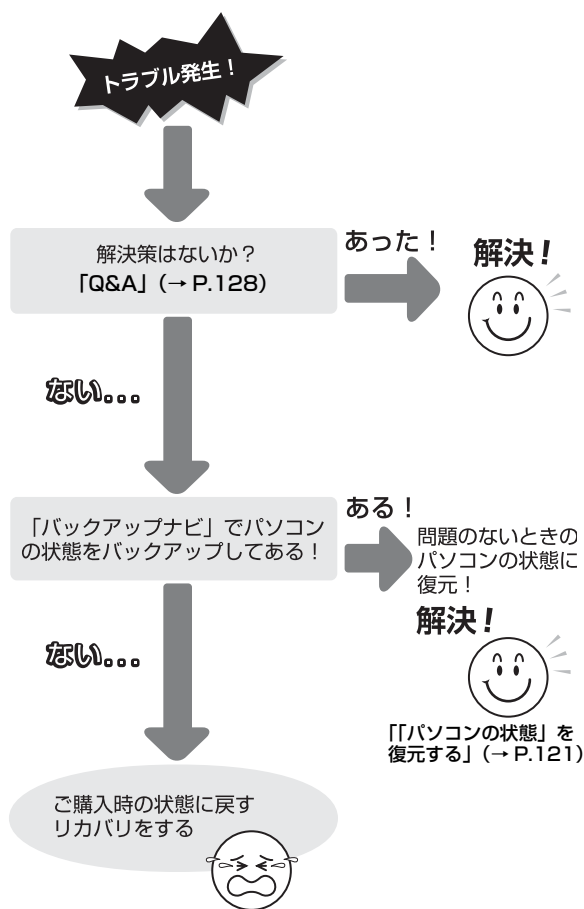 トラブル発生！
解決策はないか？
「Q&A」（→ P.128）
あった！
解決！
ない...
「バックアップナビ」でパソコン
の状態をバックアップしてある！
ある！
問題のないときの
パソコンの状態に
復元！
解決！
「「パソコンの状態」を
復元する」（→ P.121）
ない...
ご購入時の状態に戻す
リカバリをする